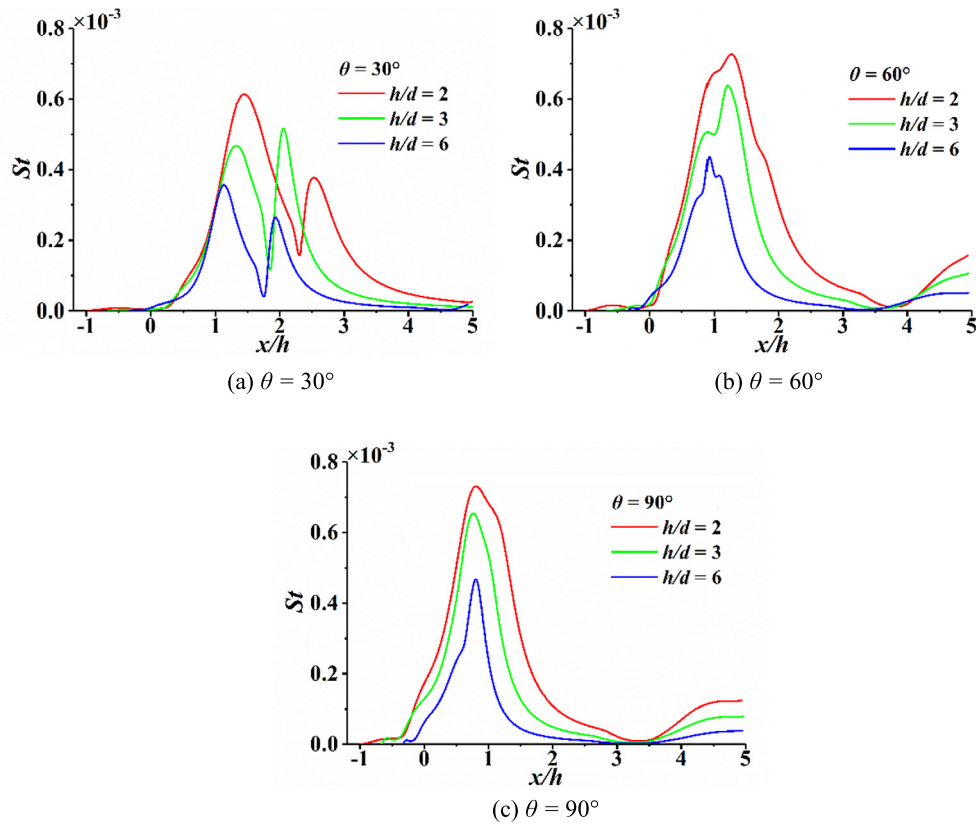 ×10⁻³
0.8
0.6
0.4
0.2
0.0
St
θ = 30°
h/d = 2
h/d = 3
h/d = 6
-1 0 1 2 3 4 5
x/h
(a) θ = 30°
×10⁻³
0.8
0.6
0.4
0.2
0.0
St
θ = 60°
h/d = 2
h/d = 3
h/d = 6
-1 0 1 2 3 4 5
x/h
(b) θ = 60°
×10⁻³
0.8
0.6
0.4
0.2
0.0
St
θ = 90°
h/d = 2
h/d = 3
h/d = 6
-1 0 1 2 3 4 5
x/h
(c) θ = 90°